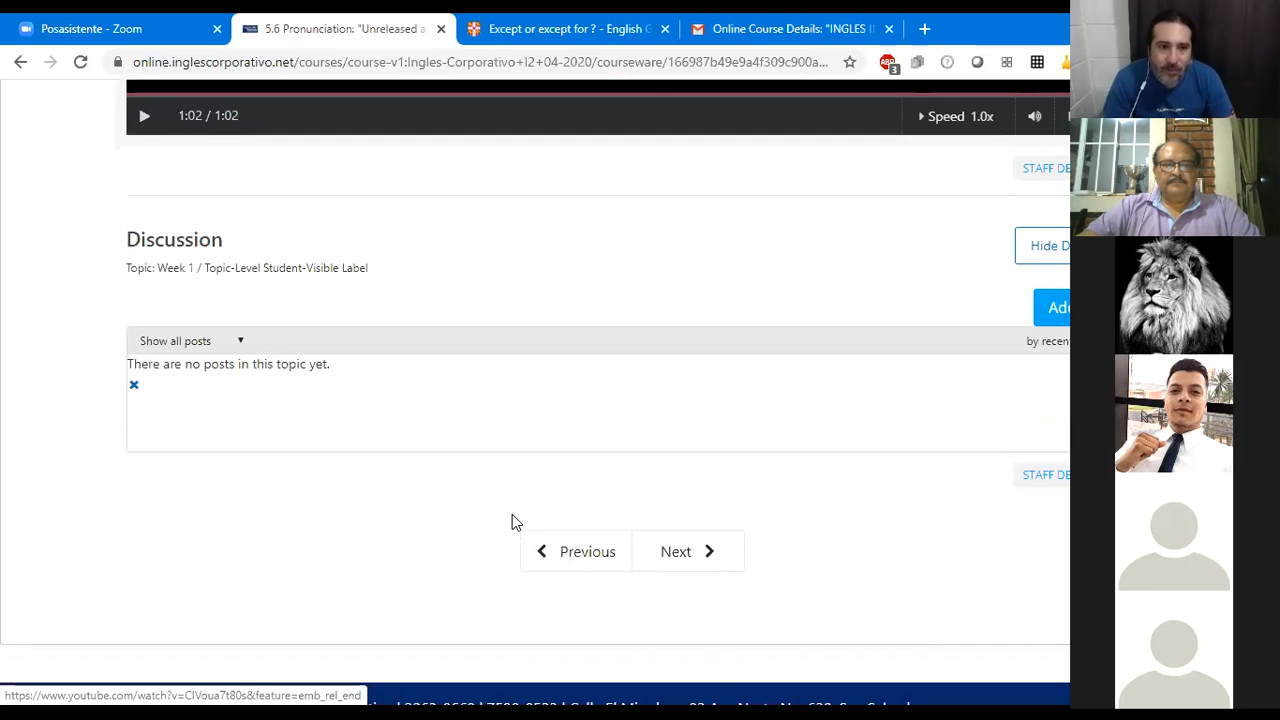 Posasistente - Zoom
5.6 Pronunciation: "Unreleased a
Except or except for ? - English G
Online Course Details: "INGLES II
online.inglescorporativo.net/courses/course-v1:Ingles-Corporativo+I2+04-2020/courseware/166987b49e9a4f309c900a...
3
1:02 / 1:02
Speed 1.0x
STAFF DE
Discussion
Hide D
Topic: Week 1 / Topic-Level Student-Visible Label
Ad
Show all posts
by recen
There are no posts in this topic yet.
STAFF DE
Previous
Next
https://www.youtube.com/watch?v=CIVoua7t80s&feature=emb_rel_end